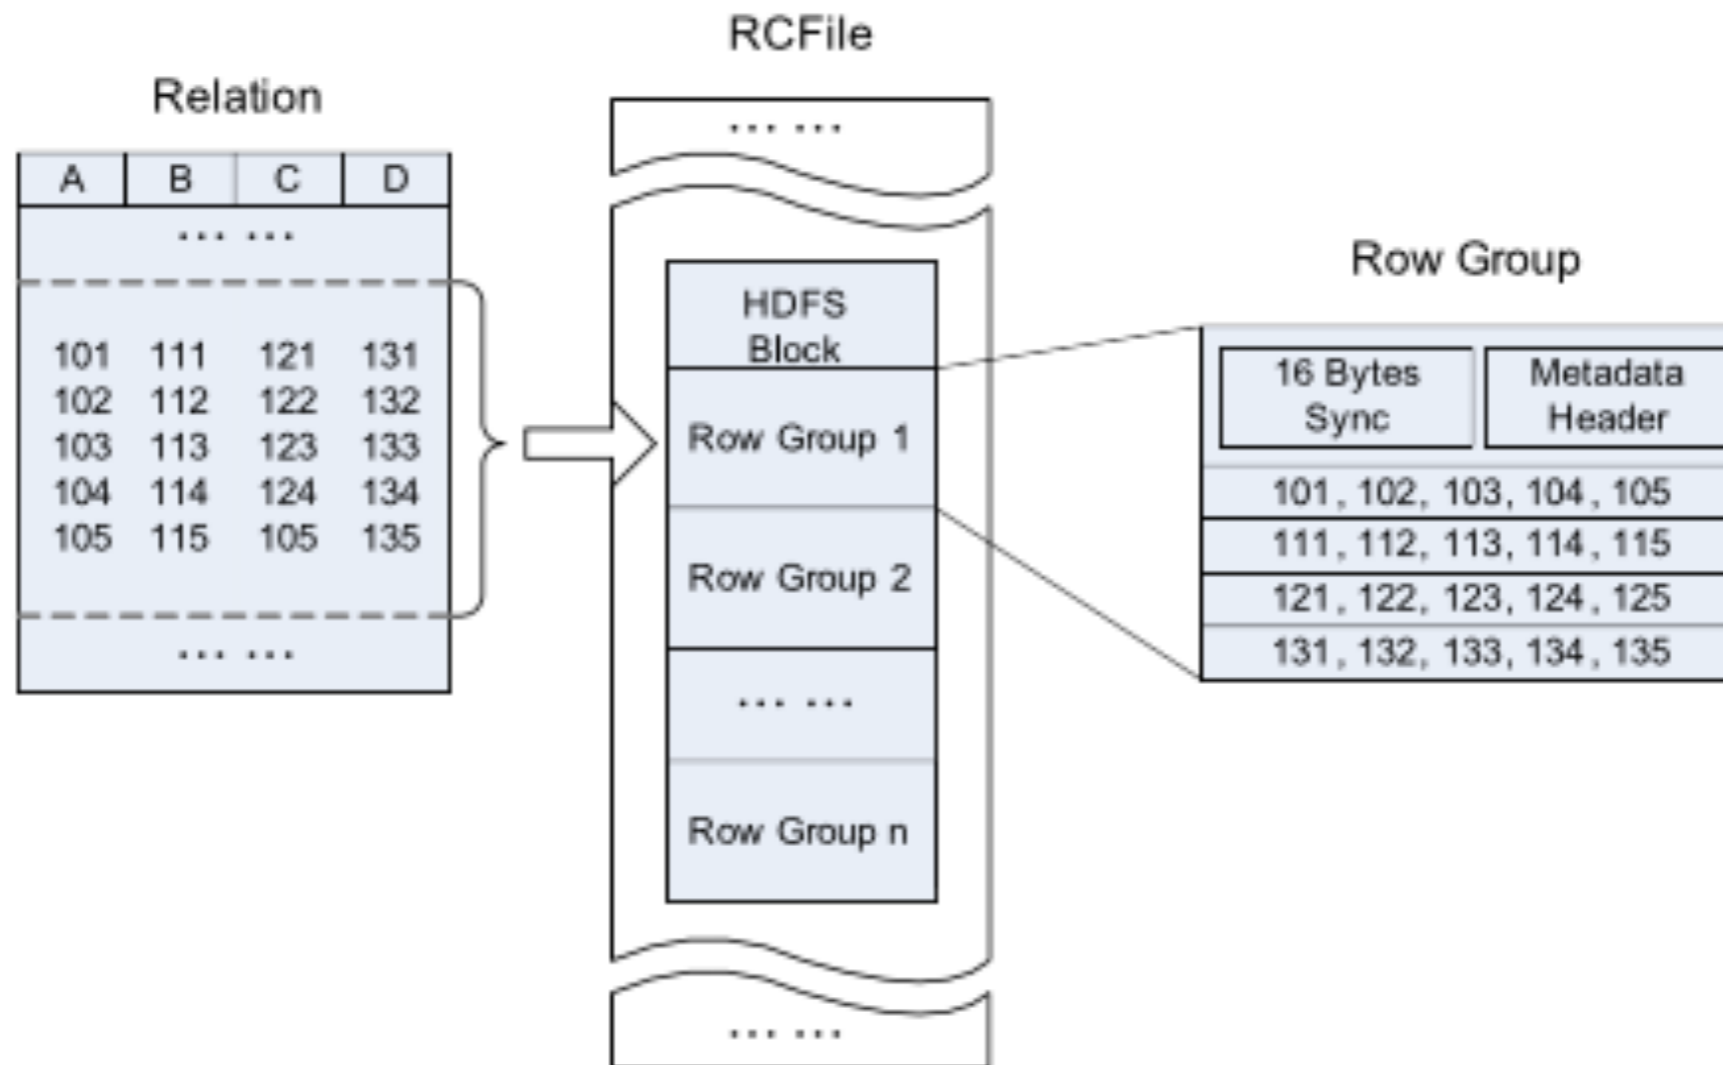 RCFile
Relation
A B C D
... ...
101 111 121 131
102 112 122 132
103 113 123 133
104 114 124 134
105 115 105 135
... ...
... ...
HDFS
Block
Row Group 1
Row Group 2
... ...
Row Group n
... ...
Row Group
16 Bytes
Sync
Metadata
Header
101, 102, 103, 104, 105
111, 112, 113, 114, 115
121, 122, 123, 124, 125
131, 132, 133, 134, 135